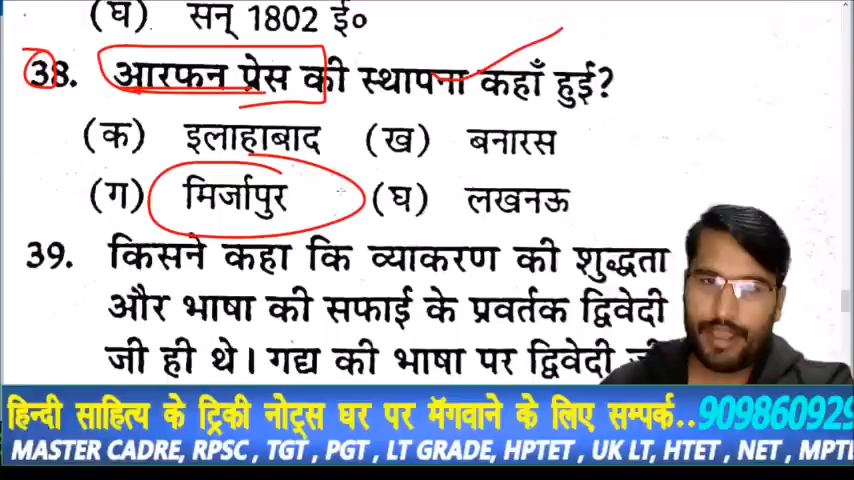 (घ) सन् 1802 ई०
38. आरफन प्रेस की स्थापना कहाँ हुई?
(क) इलाहाबाद (ख) बनारस
(ग) मिर्जापुर (घ) लखनऊ
39. किसने कहा कि व्याकरण की शुद्धता
और भाषा की सफाई के प्रवर्तक द्विवेदी
जी ही थे। गद्य की भाषा पर द्विवेदी
हिन्दी साहित्य के ट्रिकी नोट्स घर पर मॅगवाने के लिए सम्पर्क..909860929
MASTER CADRE, RPSC , TGT , PGT , LT GRADE, HPTET , UK LT, HTET , NET , MPTE